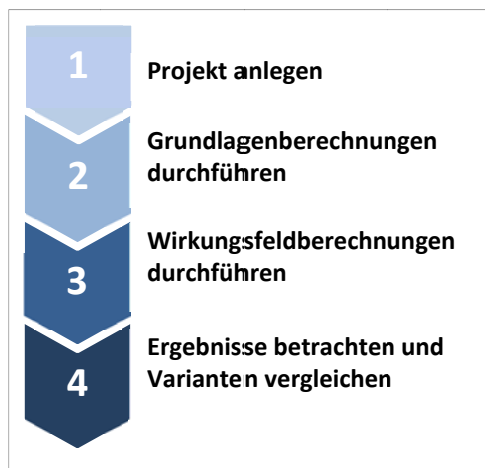 1
Projekt anlegen
2
Grundlagenberechnungen
durchführen
3
Wirkungsfeldberechnungen
durchführen
4
Ergebnisse betrachten und
Varianten vergleichen